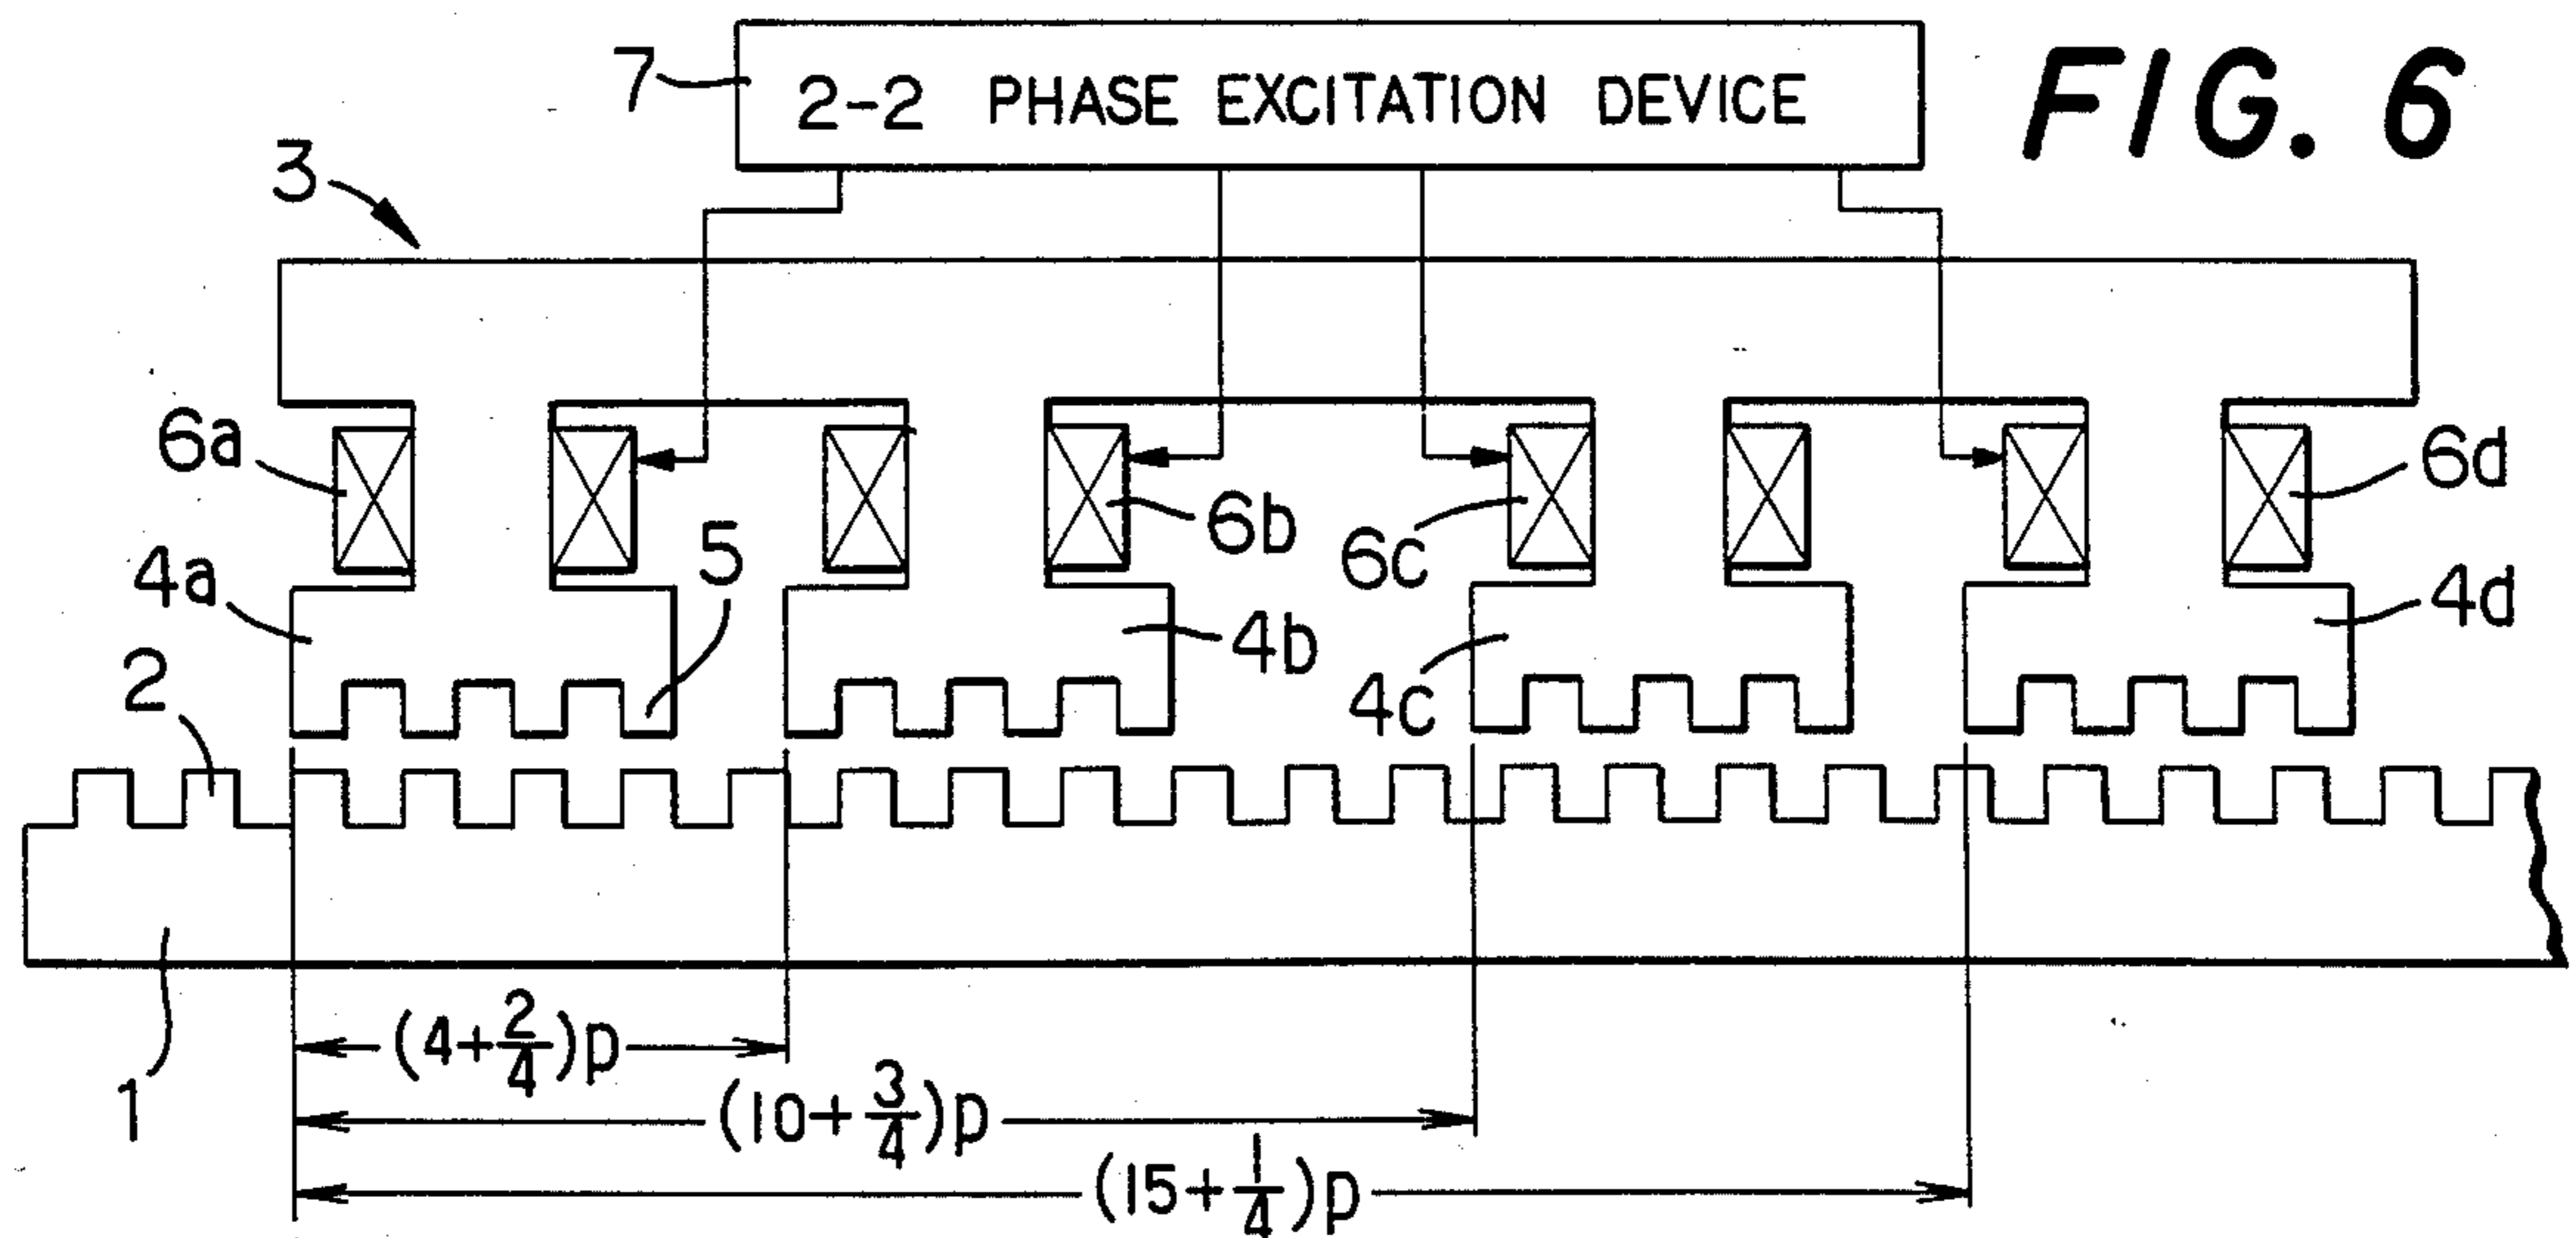 FIG. 6
7
2-2 PHASE EXCITATION DEVICE
3
6a
6b
6c
6d
4a
5
4b
4c
4d
2
1
(4+2/4)p
(10+3/4)p
(15+1/4)p